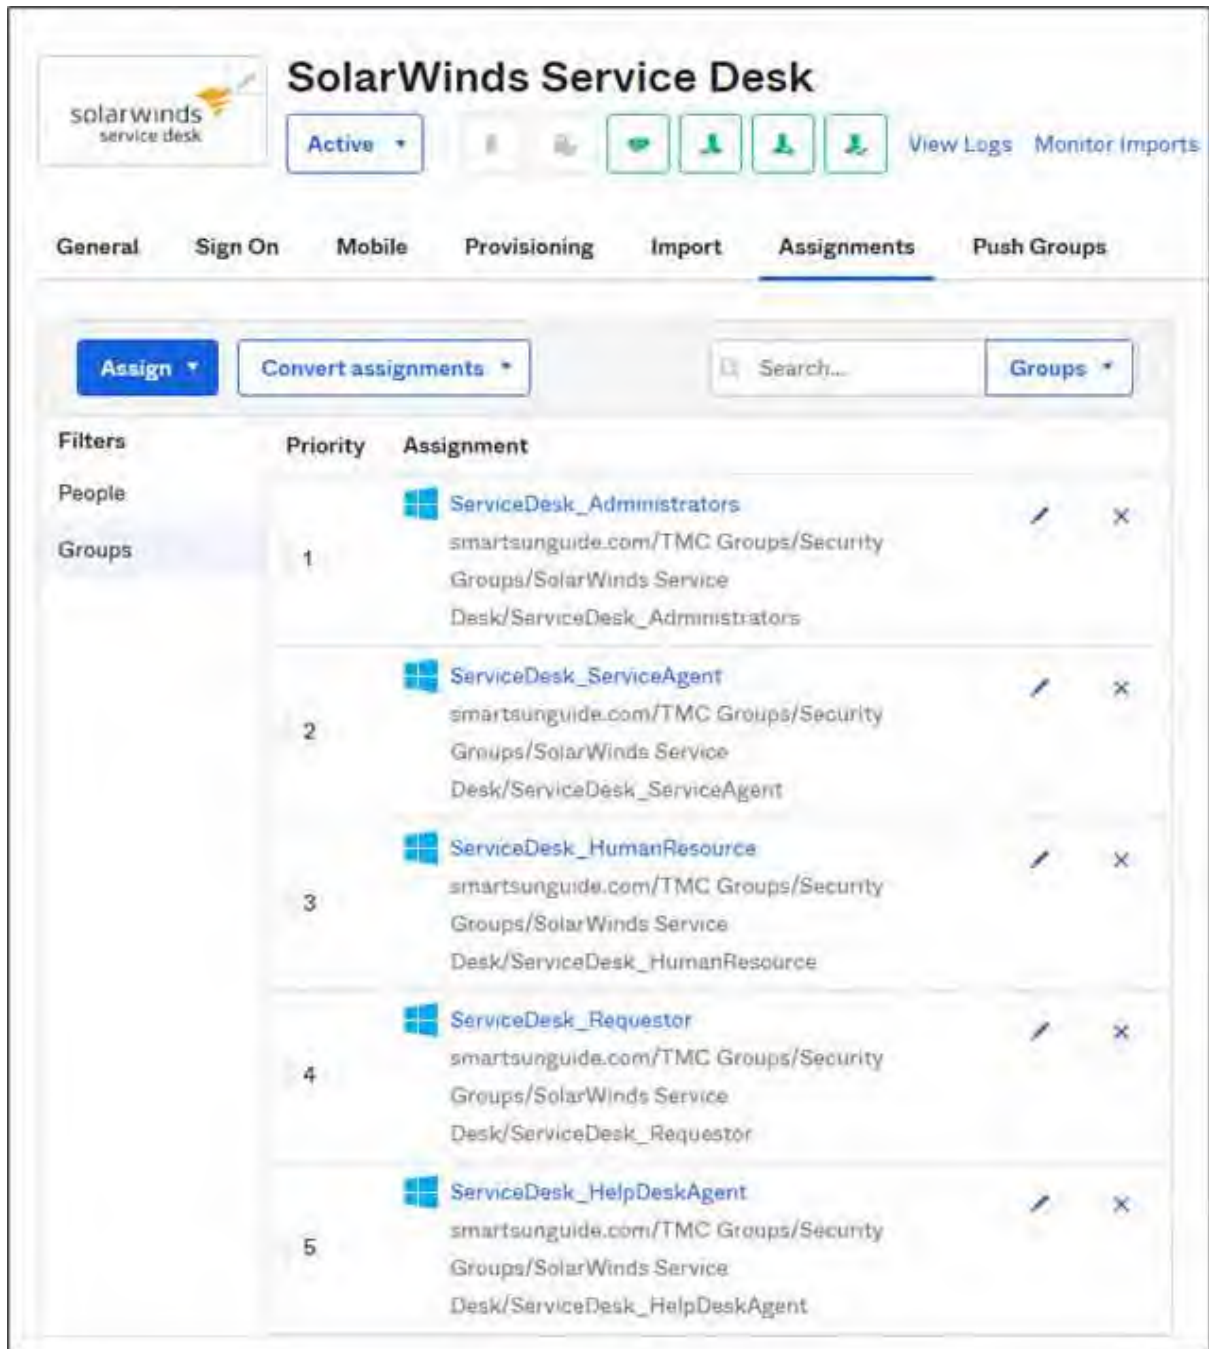 solarwinds
service desk
SolarWinds Service Desk
Active
View Logs Monitor Imports
General Sign On Mobile Provisioning Import Assignments Push Groups
Assign Convert assignments Search... Groups
Filters
People
Groups
Priority Assignment
1
ServiceDesk_Administrators
smartsunguide.com/TMC Groups/Security
Groups/SolarWinds Service
Desk/ServiceDesk_Administrators
2
ServiceDesk_ServiceAgent
smartsunguide.com/TMC Groups/Security
Groups/SolarWinds Service
Desk/ServiceDesk_ServiceAgent
3
ServiceDesk_HumanResource
smartsunguide.com/TMC Groups/Security
Groups/SolarWinds Service
Desk/ServiceDesk_HumanResource
4
ServiceDesk_Requestor
smartsunguide.com/TMC Groups/Security
Groups/SolarWinds Service
Desk/ServiceDesk_Requestor
5
ServiceDesk_HelpDeskAgent
smartsunguide.com/TMC Groups/Security
Groups/SolarWinds Service
Desk/ServiceDesk_HelpDeskAgent